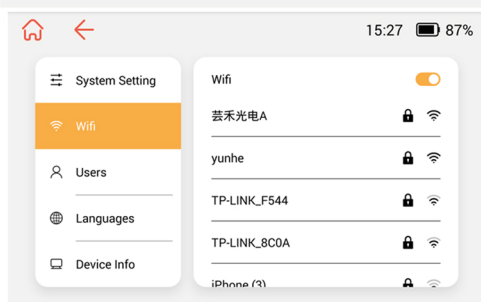 15:27 87%
System Setting
Wifi
Users
Languages
Device Info
Wifi
芸禾光电A
yunhe
TP-LINK_F544
TP-LINK_8C0A
iPhone (3)